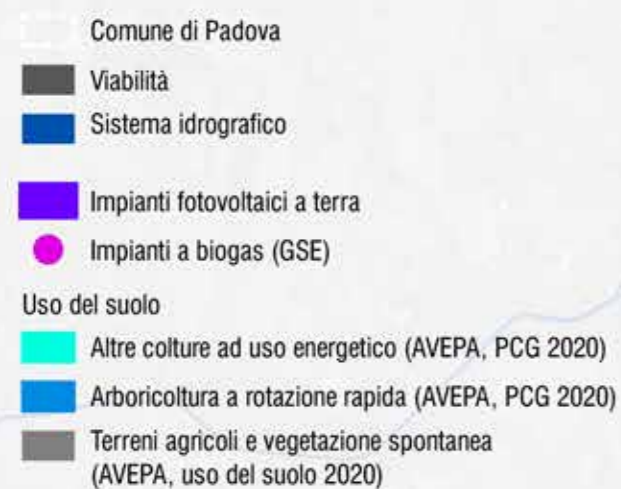 Comune di Padova
Viabilità
Sistema idrografico
Impianti fotovoltaici a terra
Impianti a biogas (GSE)
Uso del suolo
Altre colture ad uso energetico (AVEPA, PCG 2020)
Arboricoltura a rotazione rapida (AVEPA, PCG 2020)
Terreni agricoli e vegetazione spontanea
(AVEPA, uso del suolo 2020)